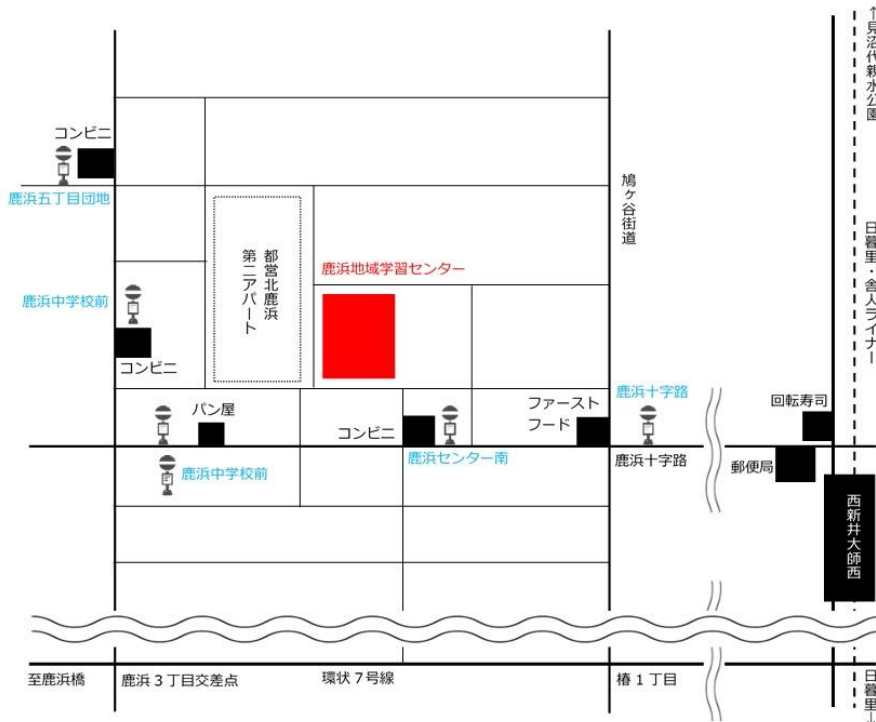 ↑見沼代親水公園
コンビニ
鹿浜五丁目団地
鳩ヶ谷街道
日暮里・舎人ライナー
都営北鹿浜
第二アパート
鹿浜地域学習センター
鹿浜中学校前
コンビニ
パン屋
コンビニ
ファースト
フード
鹿浜十字路
回転寿司
鹿浜中学校前
鹿浜センター南
鹿浜十字路
郵便局
西新井大師西
至鹿浜橋
鹿浜3丁目交差点
環状7号線
椿1丁目
日暮里↓